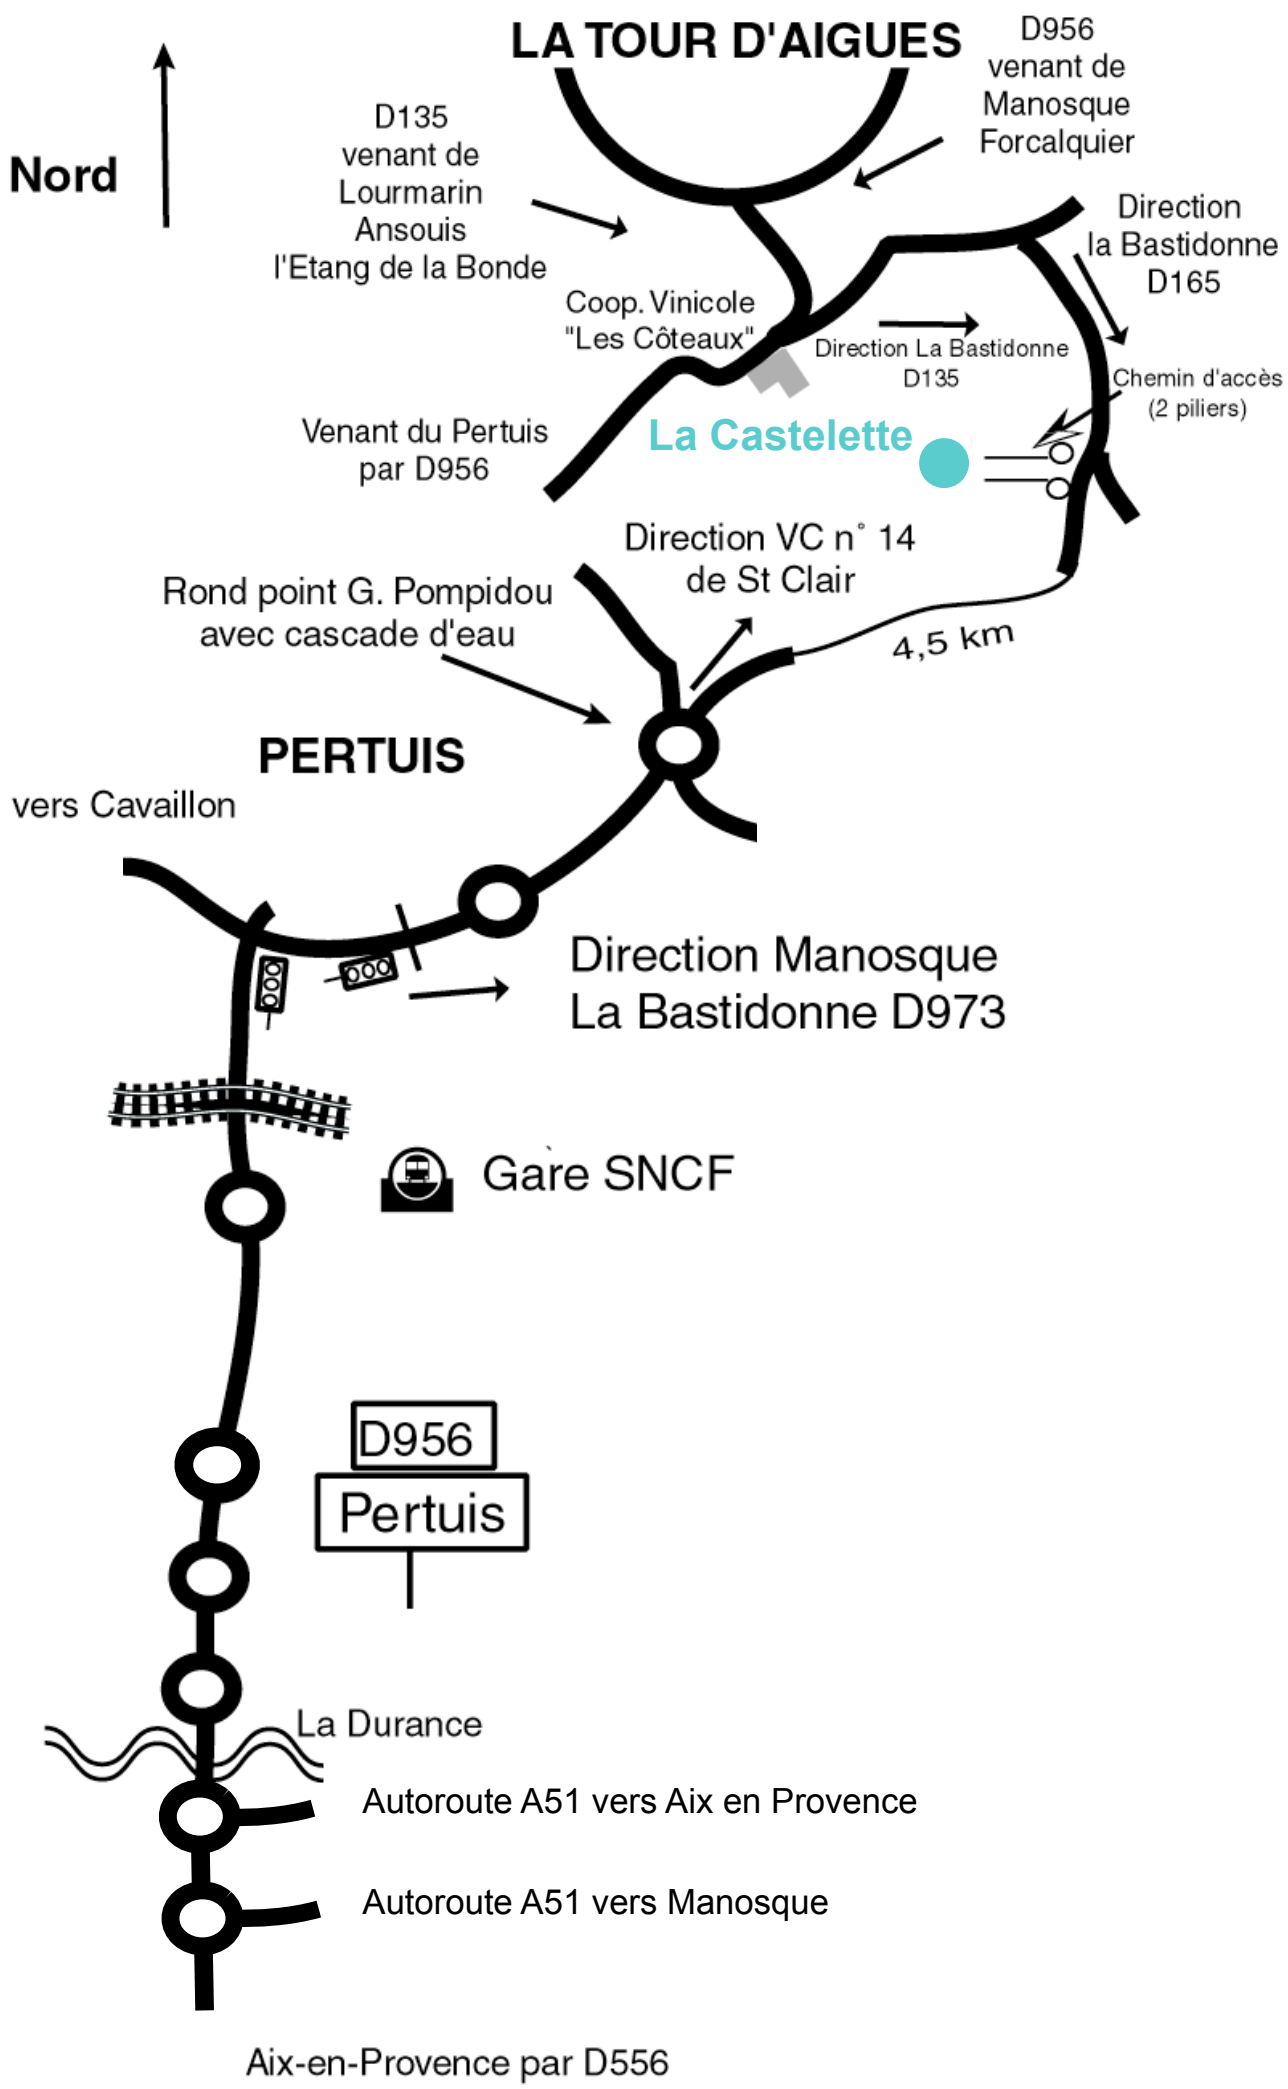 LA TOUR D'AIGUES
D956
venant de
Manosque
Forcalquier
D135
venant de
Lourmarin
Ansouis
l'Etang de la Bonde
Nord
Direction
la Bastidonne
D165
Coop. Vinicole
"Les Côteaux"
Direction La Bastidonne
D135
Chemin d'accès
(2 piliers)
Venant du Pertuis
par D956
La Castelette
Direction VC n° 14
de St Clair
Rond point G. Pompidou
avec cascade d'eau
4,5 km
PERTUIS
vers Cavaillon
Direction Manosque
La Bastidonne D973
Gare SNCF
D956
Pertuis
La Durance
Autoroute A51 vers Aix en Provence
Autoroute A51 vers Manosque
Aix-en-Provence par D556